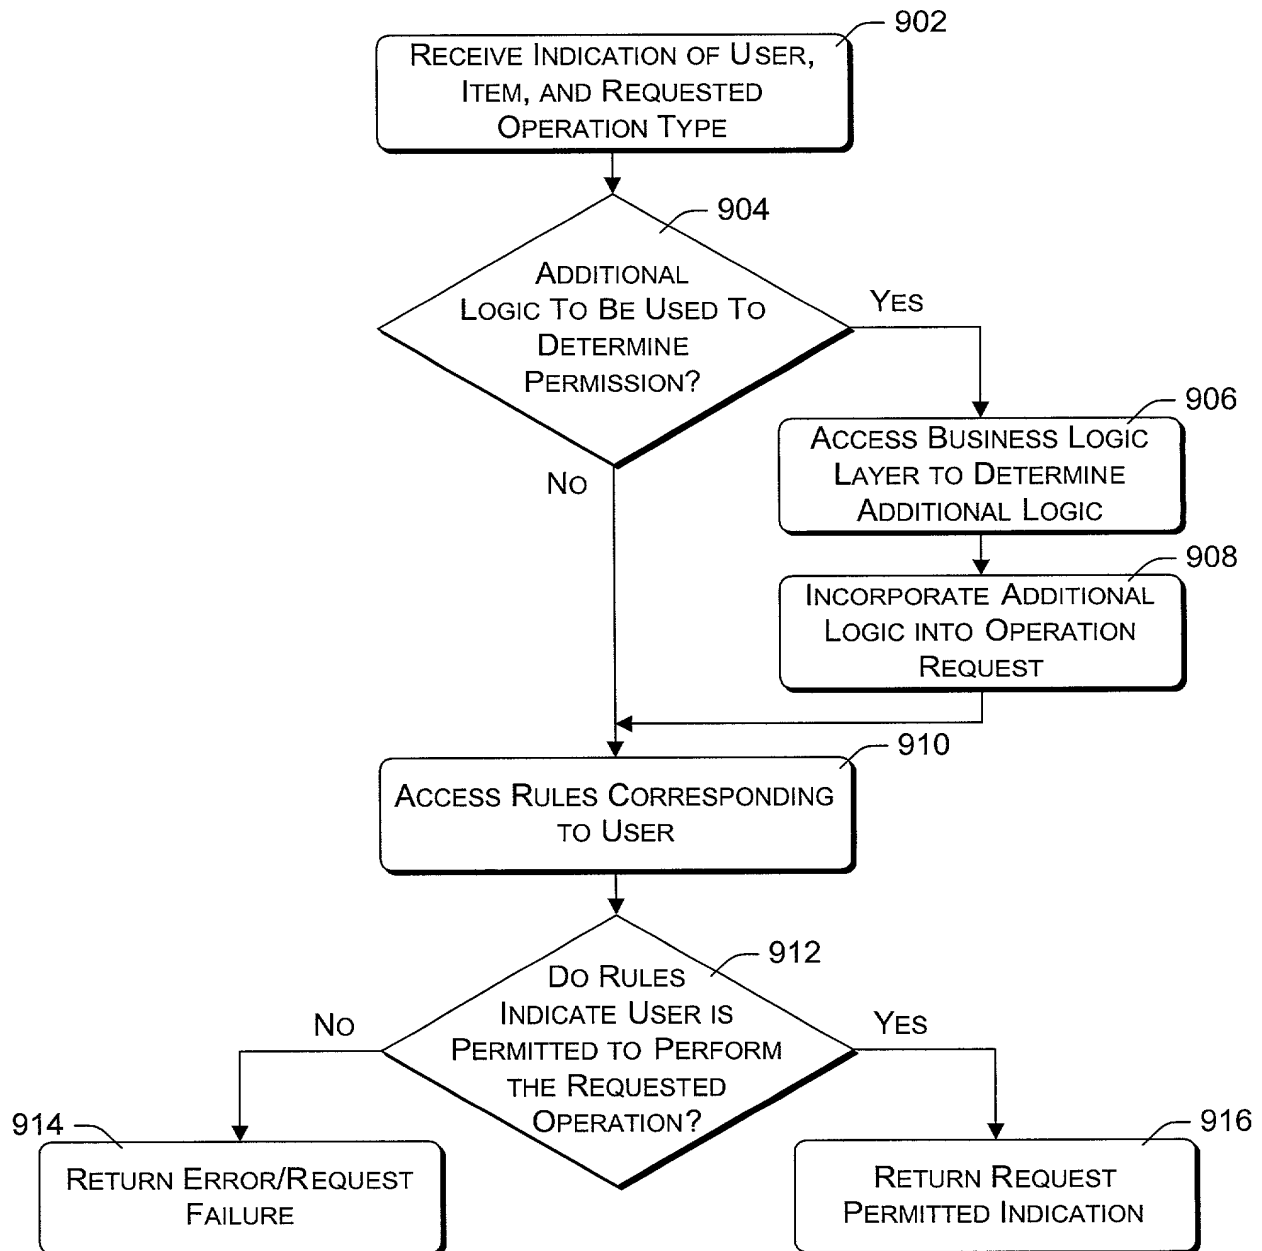 902
RECEIVE INDICATION OF USER,
ITEM, AND REQUESTED
OPERATION TYPE
904
ADDITIONAL
LOGIC TO BE USED TO
DETERMINE
PERMISSION?
YES
NO
906
ACCESS BUSINESS LOGIC
LAYER TO DETERMINE
ADDITIONAL LOGIC
908
INCORPORATE ADDITIONAL
LOGIC INTO OPERATION
REQUEST
910
ACCESS RULES CORRESPONDING
TO USER
912
DO RULES
INDICATE USER IS
PERMITTED TO PERFORM
THE REQUESTED
OPERATION?
NO
YES
914
RETURN ERROR/REQUEST
FAILURE
916
RETURN REQUEST
PERMITTED INDICATION